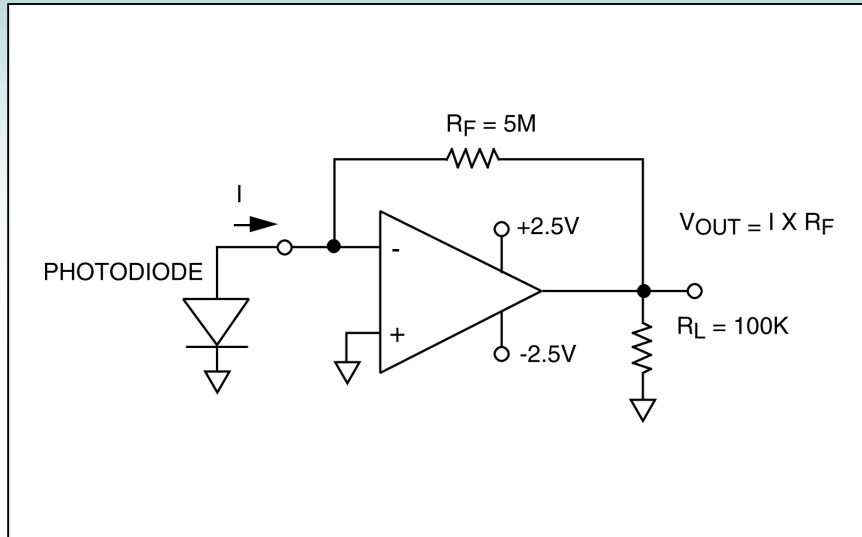 R_F = 5M
I
+2.5V
V_OUT = I X R_F
PHOTODIODE
-
+
R_L = 100K
-2.5V